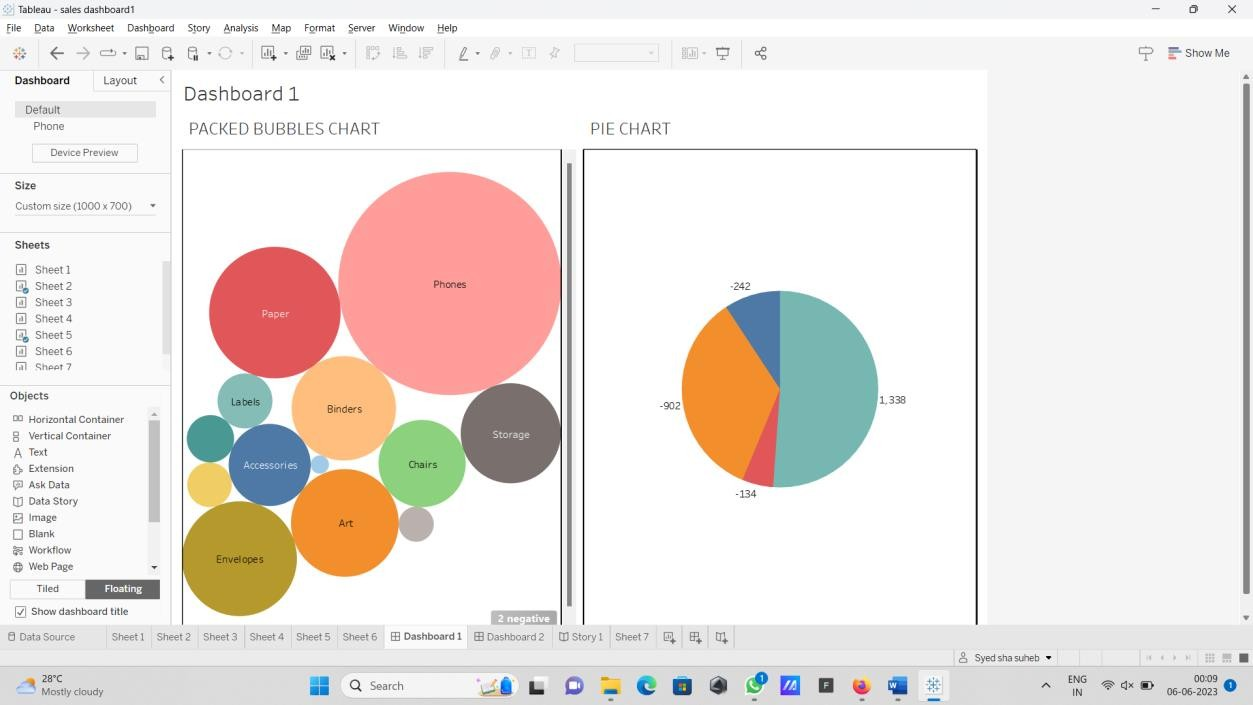 Tableau - sales dashboard1
File Data Worksheet Dashboard Story Analysis Map Format Server Window Help
Show Me
Dashboard Layout
Default
Phone
Device Preview
Size
Custom size (1000 x 700)
Sheets
Sheet 1
Sheet 2
Sheet 3
Sheet 4
Sheet 5
Sheet 6
Sheet 7
Objects
Horizontal Container
Vertical Container
Text
Extension
Ask Data
Data Story
Image
Blank
Workflow
Web Page
Tiled Floating
Show dashboard title
Dashboard 1
PACKED BUBBLES CHART
Phones
Paper
Labels
Binders
Storage
Accessories
Chairs
Art
Envelopes
2 negative
PIE CHART
-242
1,338
-902
-134
Data Source Sheet 1 Sheet 2 Sheet 3 Sheet 4 Sheet 5 Sheet 6 Dashboard 1 Dashboard 2 Story 1 Sheet 7
Syed sha suheb
28°C
Mostly cloudy
Search
1
F
W
ENG
IN
00:09
06-06-2023
1